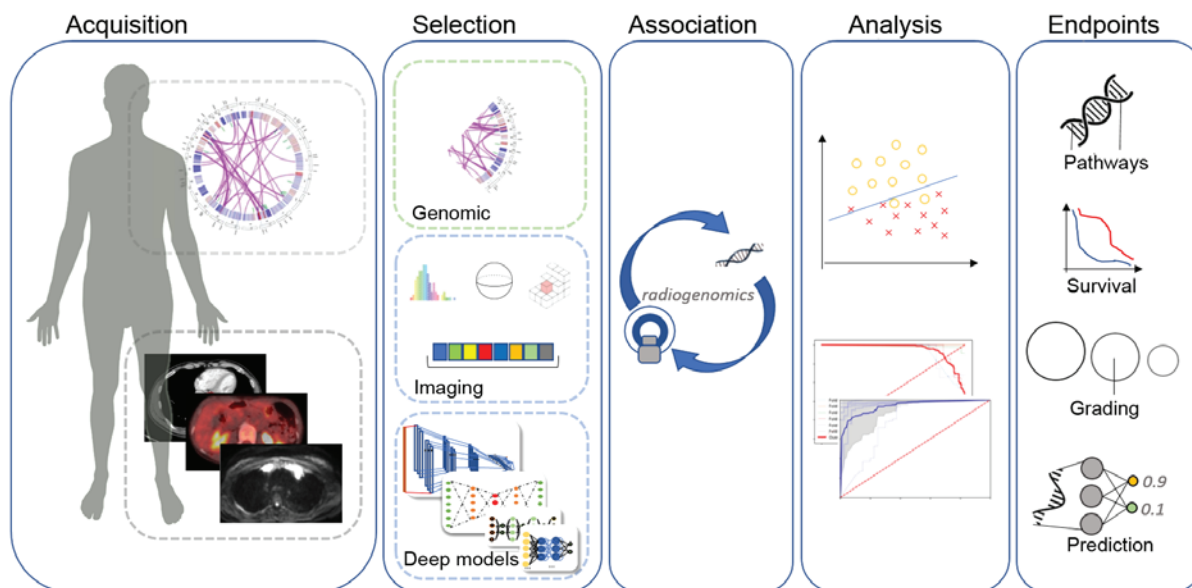 Acquisition
Selection
Association
Analysis
Endpoints
Genomic
Imaging
Deep models
radiogenomics
Pathways
Survival
Grading
0.9
0.1
Prediction